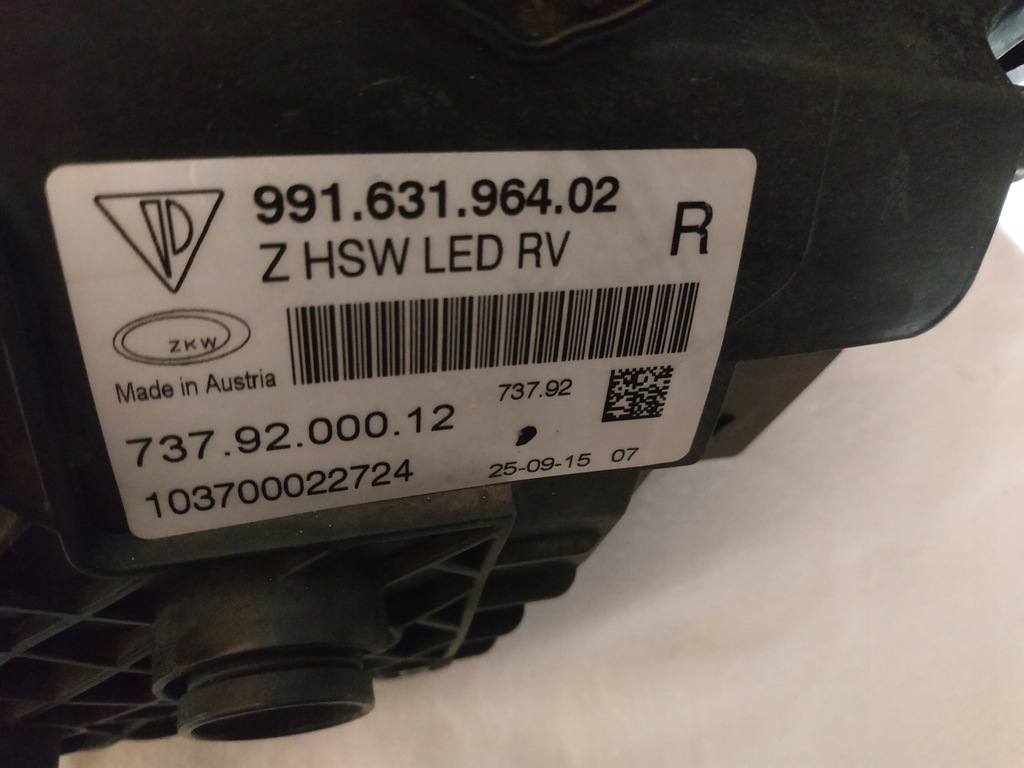 991.631.964.02
Z HSW LED RV
R
ZKW
Made in Austria
737.92
737.92.000.12
25-09-15 07
103700022724